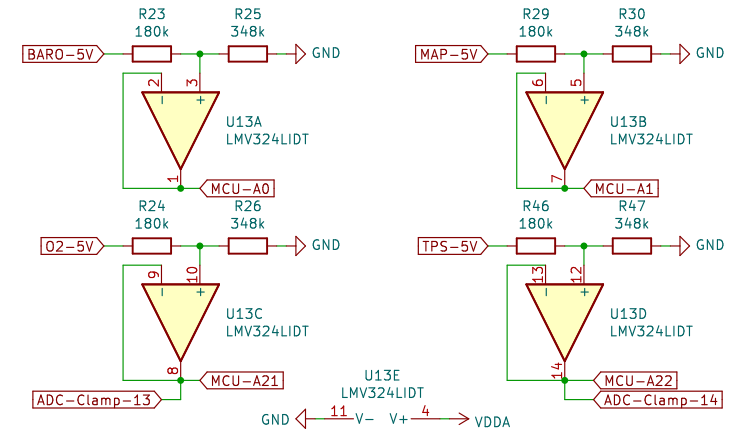 R23
180k
R25
348k
BARO-5V
GND
2
3
U13A
LMV324LIDT
1
MCU-A0
R29
180k
R30
348k
MAP-5V
GND
6
5
U13B
LMV324LIDT
7
MCU-A1
R24
180k
R26
348k
O2-5V
GND
9
10
U13C
LMV324LIDT
8
MCU-A21
ADC-Clamp-13
R46
180k
R47
348k
TPS-5V
GND
13
12
U13D
LMV324LIDT
14
MCU-A22
ADC-Clamp-14
U13E
LMV324LIDT
GND
11
V-
V+
4
VDDA